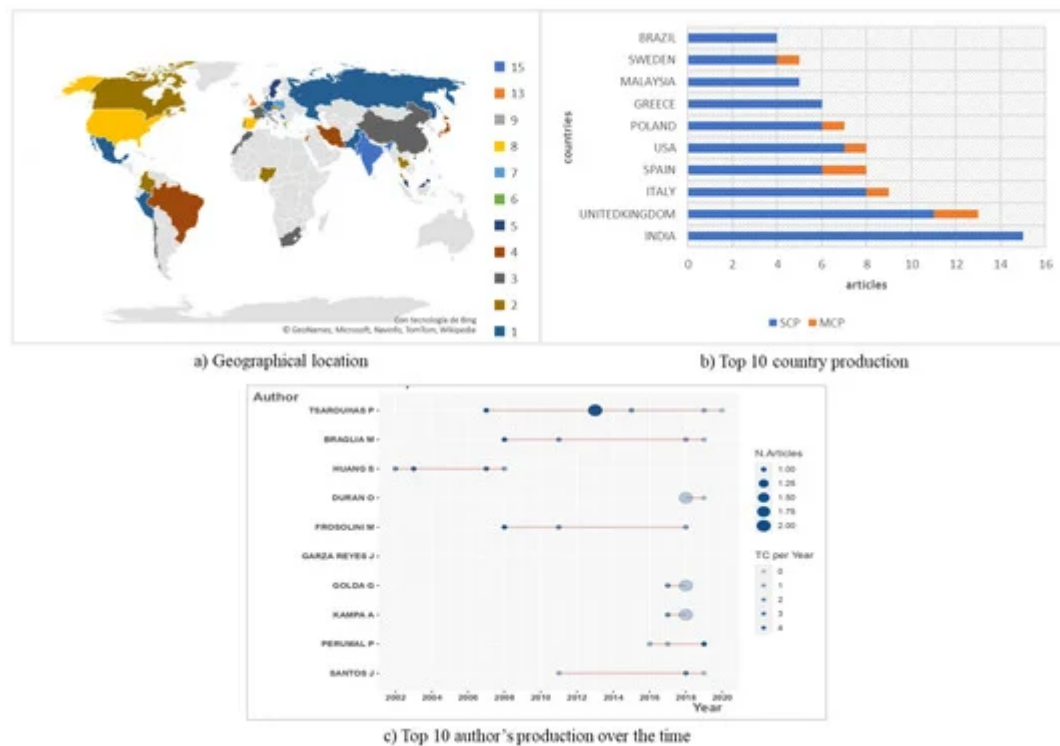 15
13
9
8
7
6
5
4
3
2
1
Con tecnología de Bing
© GeoNames, Microsoft, Navinfo, TomTom, Wikipedia
a) Geographical location
BRAZIL
SWEDEN
MALAYSIA
GREECE
POLAND
USA
SPAIN
ITALY
UNITEDKINGDOM
INDIA
countries
0 2 4 6 8 10 12 14 16
articles
SCP MCP
b) Top 10 country production
Author
TSAROUHAS P
BRAGLIA M
HUANG S
DURAN O
FROSOLINI M
GARZA REYES J
GOLDA G
KAMPA A
PERUMAL P
SANTOS J
2002 2004 2006 2008 2010 2012 2014 2016 2018 2020
Year
N.Articles
1.00
1.25
1.50
1.75
2.00
TC per Year
0
1
2
3
4
c) Top 10 author's production over the time